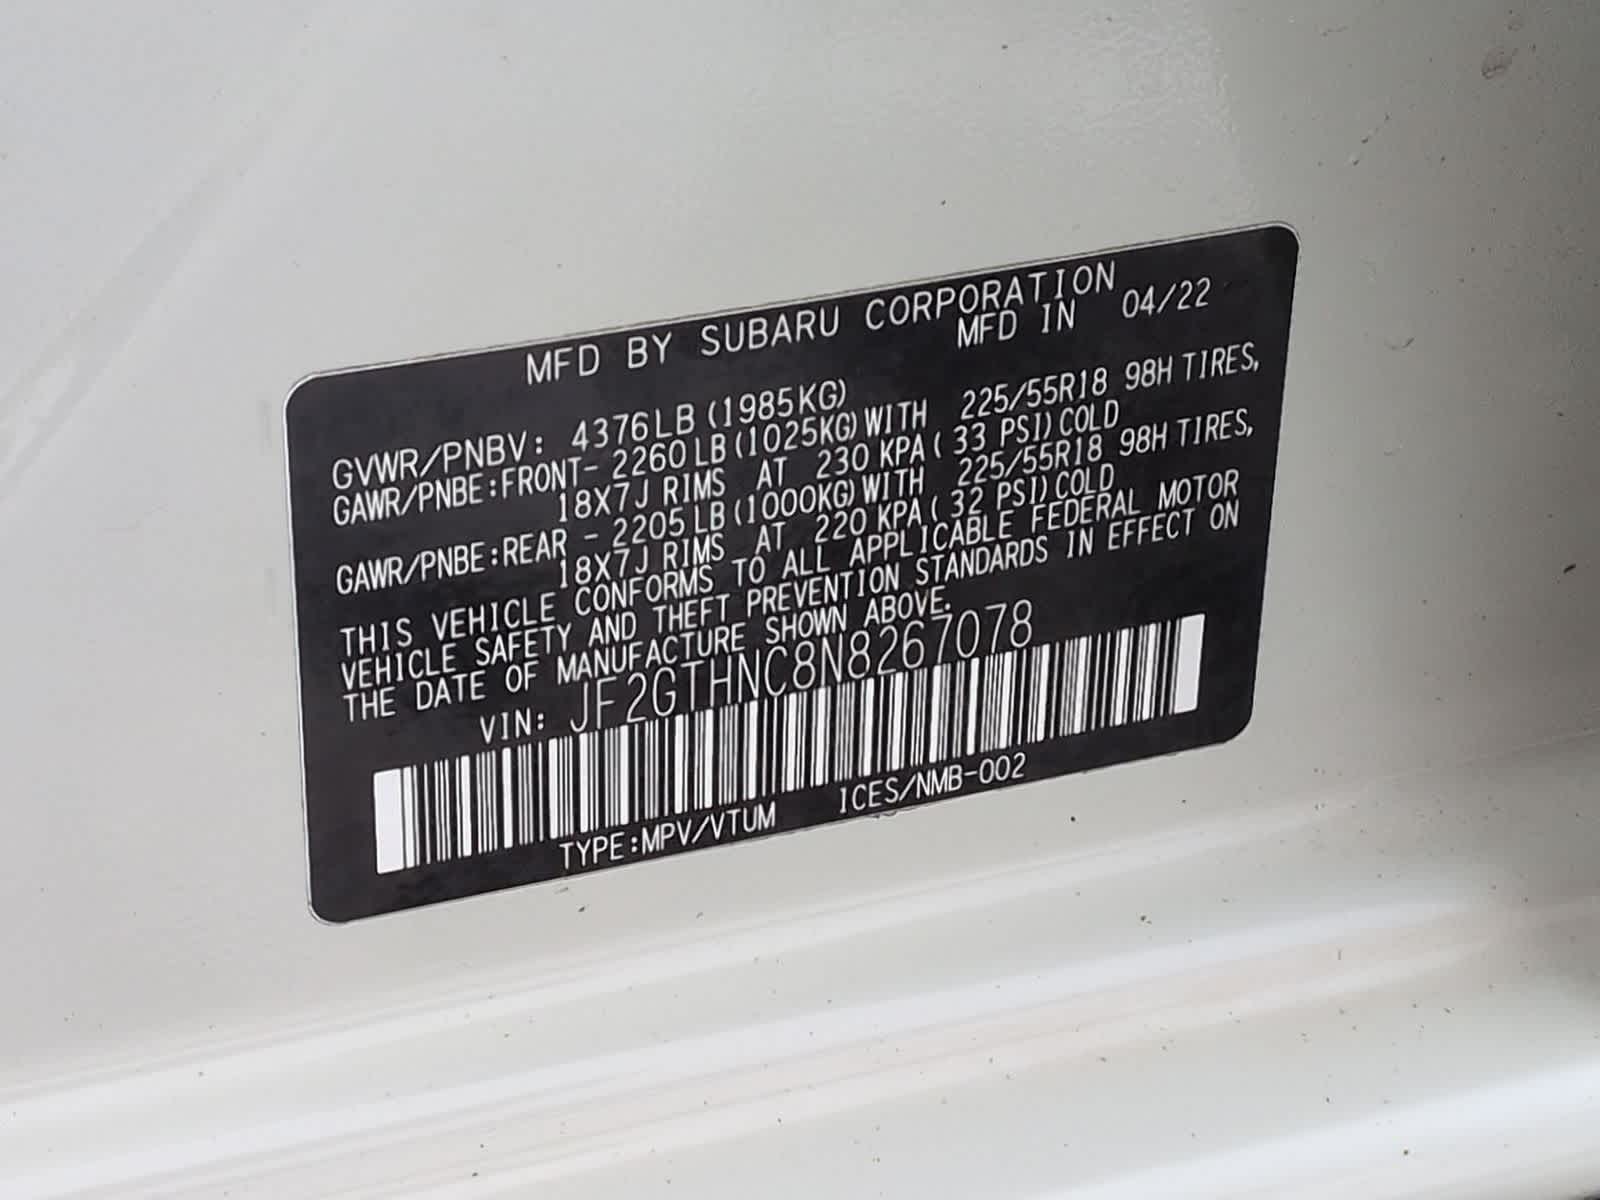 MFD BY SUBARU CORPORATION
MFD IN 04/22
GVWR/PNBV: 4376LB (1985KG)
GAWR/PNBE:FRONT- 2260LB (1025KG) WITH 225/55R18 98H TIRES,
18X7J RIMS AT 230 KPA ( 33 PSI) COLD
GAWR/PNBE:REAR - 2205LB (1000KG) WITH 225/55R18 98H TIRES,
18X7J RIMS AT 220 KPA ( 32 PSI) COLD
THIS VEHICLE CONFORMS TO ALL APPLICABLE FEDERAL MOTOR
VEHICLE SAFETY AND THEFT PREVENTION STANDARDS IN EFFECT ON
THE DATE OF MANUFACTURE SHOWN ABOVE.
VIN: JF2GTHNC8N8267078
TYPE:MPV/VTUM ICES/NMB-002